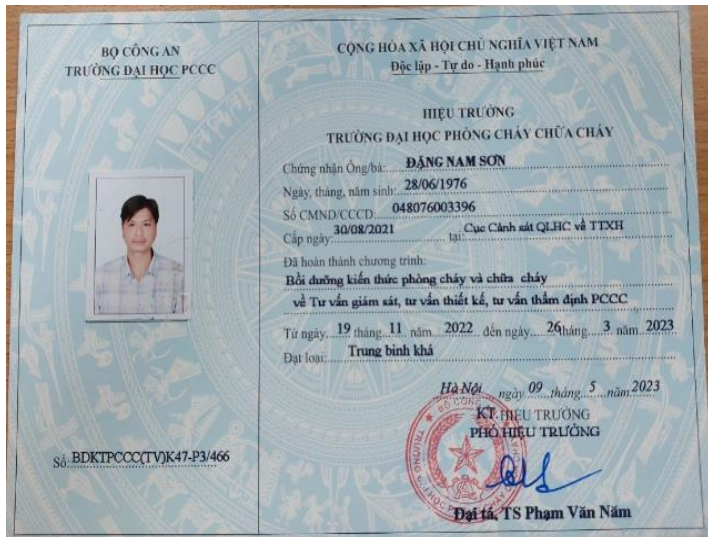 BỘ CÔNG AN
TRƯỜNG ĐẠI HỌC PCCC
Số: BDKTPCCC(TV)K47-P3/466
CỘNG HÒA XÃ HỘI CHỦ NGHĨA VIỆT NAM
Độc lập - Tự do - Hạnh phúc
HIỆU TRƯỞNG
TRƯỜNG ĐẠI HỌC PHÒNG CHÁY CHỮA CHÁY
Chứng nhận Ông/bà: ĐẶNG NAM SƠN
Ngày, tháng, năm sinh: 28/06/1976
Số CMND/CCCD: 048076003396
Cấp ngày: 30/08/2021 tại: Cục Cảnh sát QLHC về TTXH
Đã hoàn thành chương trình:
Bồi dưỡng kiến thức phòng cháy và chữa cháy
về Tư vấn giám sát, tư vấn thiết kế, tư vấn thẩm định PCCC
Từ ngày 19 tháng 11 năm 2022 đến ngày 26 tháng 3 năm 2023
Đạt loại: Trung bình khá
Hà Nội ngày 09 tháng 5 năm 2023
KT. HIỆU TRƯỞNG
PHÓ HIỆU TRƯỞNG
Đại tá, TS Phạm Văn Năm